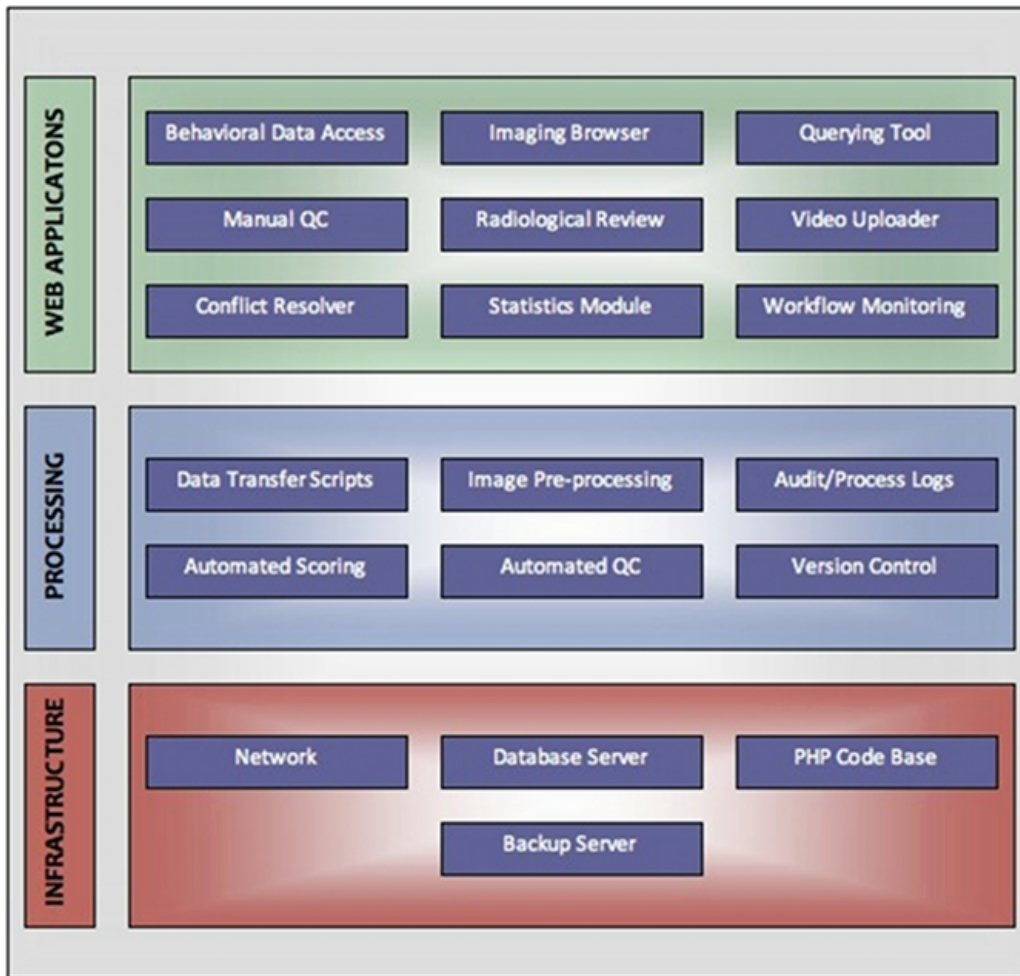 WEB APPLICATONS
Behavioral Data Access
Imaging Browser
Querying Tool
Manual QC
Radiological Review
Video Uploader
Conflict Resolver
Statistics Module
Workflow Monitoring
PROCESSING
Data Transfer Scripts
Image Pre-processing
Audit/Process Logs
Automated Scoring
Automated QC
Version Control
INFRASTRUCTURE
Network
Database Server
PHP Code Base
Backup Server